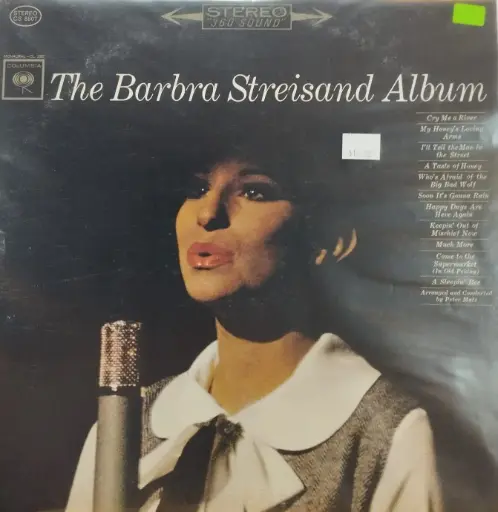 STEREO
CS 8807
STEREO
"360 SOUND"
COLUMBIA
The Barbra Streisand Album
Cry Me a River
My Honey's Loving
Arms
I'll Tell the Man in
the Street
A Taste of Honey
Who's Afraid of the
Big Bad Wolf
Soon It's Gonna Rain
Happy Days Are
Here Again
Keepin' Out of
Mischief Now
Much More
Come to the
Supermarket
(In Old Peking)
A Sleepin' Bee
Arranged and Conducted
by Peter Matz